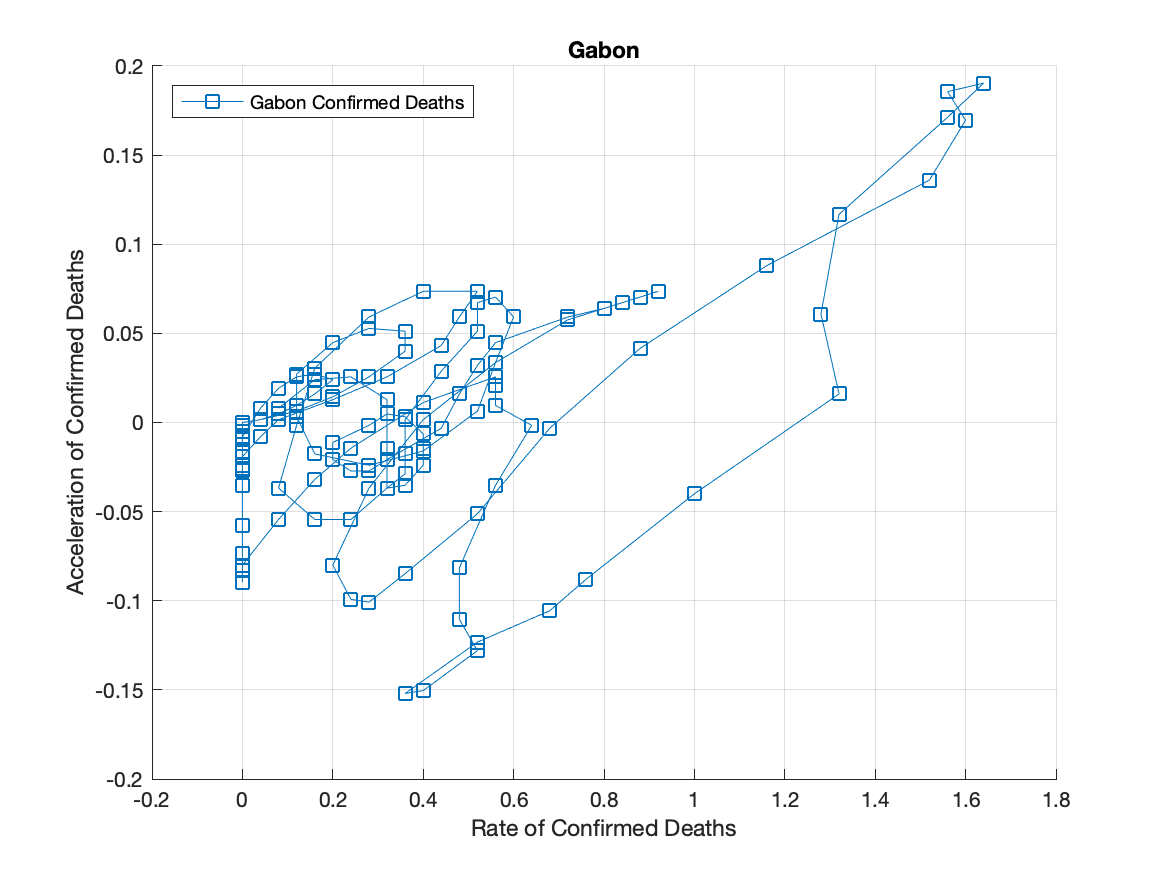 Gabon
Gabon Confirmed Deaths
0.2
0.15
0.1
0.05
0
-0.05
-0.1
-0.15
-0.2
Acceleration of Confirmed Deaths
-0.2 0 0.2 0.4 0.6 0.8 1 1.2 1.4 1.6 1.8
Rate of Confirmed Deaths